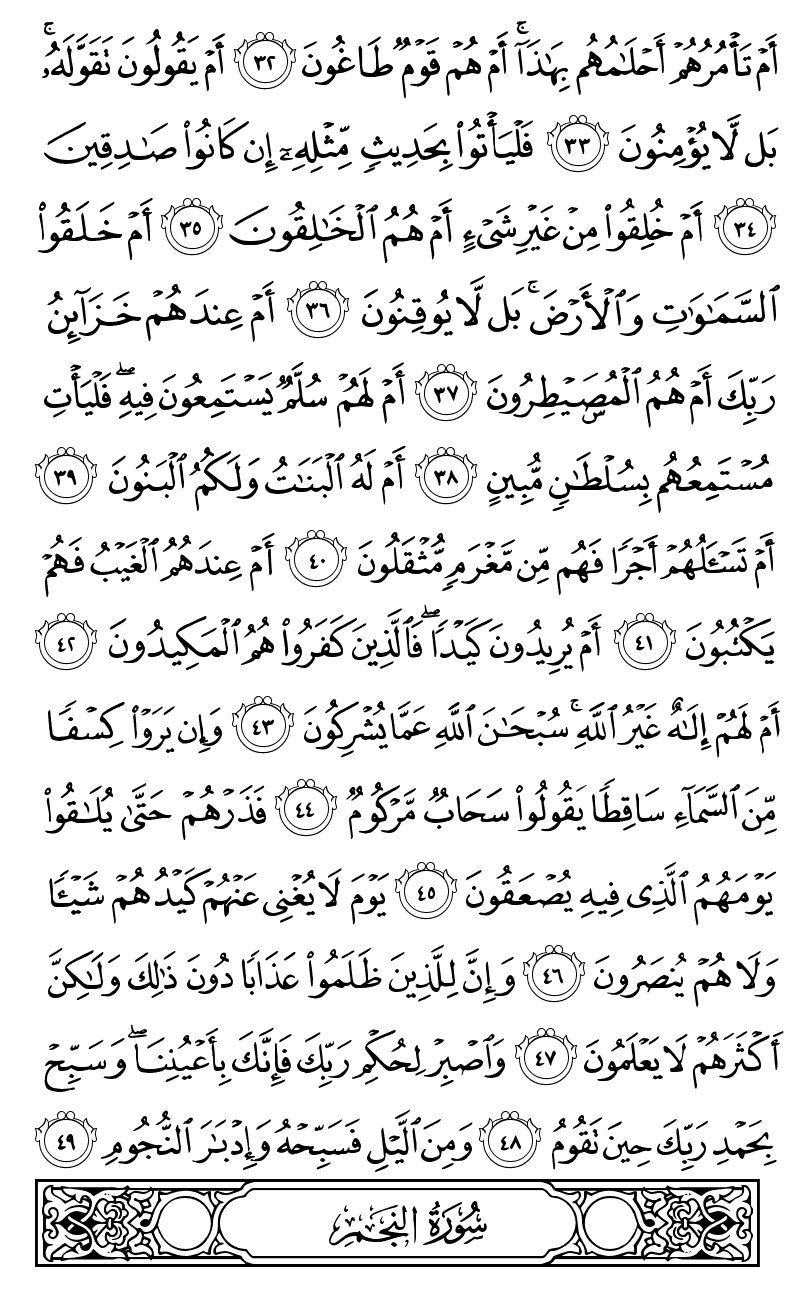 أَمْ تَأْمُرُهُمْ أَحْلَـٰمُهُم بِهَـٰذَآ ۚ أَمْ هُمْ قَوْمٌ طَاغُونَ ٣٢ أَمْ يَقُولُونَ تَقَوَّلَهُۥ ۚ
بَل لَّا يُؤْمِنُونَ ٣٣ فَلْيَأْتُوا۟ بِحَدِيثٍ مِّثْلِهِۦٓ إِن كَانُوا۟ صَـٰدِقِينَ
٣٤ أَمْ خُلِقُوا۟ مِنْ غَيْرِ شَىْءٍ أَمْ هُمُ ٱلْخَـٰلِقُونَ ٣٥ أَمْ خَلَقُوا۟
ٱلسَّمَـٰوَٰتِ وَٱلْأَرْضَ ۚ بَل لَّا يُوقِنُونَ ٣٦ أَمْ عِندَهُمْ خَزَآئِنُ
رَبِّكَ أَمْ هُمُ ٱلْمُصَۣيْطِرُونَ ٣٧ أَمْ لَهُمْ سُلَّمٌ يَسْتَمِعُونَ فِيهِ ۖ فَلْيَأْتِ
مُسْتَمِعُهُم بِسُلْطَـٰنٍ مُّبِينٍ ٣٨ أَمْ لَهُ ٱلْبَنَـٰتُ وَلَكُمُ ٱلْبَنُونَ ٣٩
أَمْ تَسْـَٔلُهُمْ أَجْرًا فَهُم مِّن مَّغْرَمٍ مُّثْقَلُونَ ٤٠ أَمْ عِندَهُمُ ٱلْغَيْبُ فَهُمْ
يَكْتُبُونَ ٤١ أَمْ يُرِيدُونَ كَيْدًا ۖ فَٱلَّذِينَ كَفَرُوا۟ هُمُ ٱلْمَكِيدُونَ ٤٢
أَمْ لَهُمْ إِلَـٰهٌ غَيْرُ ٱللَّهِ ۚ سُبْحَـٰنَ ٱللَّهِ عَمَّا يُشْرِكُونَ ٤٣ وَإِن يَرَوْا۟ كِسْفًا
مِّنَ ٱلسَّمَآءِ سَاقِطًا يَقُولُوا۟ سَحَابٌ مَّرْكُومٌ ٤٤ فَذَرْهُمْ حَتَّىٰ يُلَـٰقُوا۟
يَوْمَهُمُ ٱلَّذِى فِيهِ يُصْعَقُونَ ٤٥ يَوْمَ لَا يُغْنِى عَنْهُمْ كَيْدُهُمْ شَيْـًٔا
وَلَا هُمْ يُنصَرُونَ ٤٦ وَإِنَّ لِلَّذِينَ ظَلَمُوا۟ عَذَابًا دُونَ ذَٰلِكَ وَلَـٰكِنَّ
أَكْثَرَهُمْ لَا يَعْلَمُونَ ٤٧ وَٱصْبِرْ لِحُكْمِ رَبِّكَ فَإِنَّكَ بِأَعْيُنِنَا ۖ وَسَبِّحْ
بِحَمْدِ رَبِّكَ حِينَ تَقُومُ ٤٨ وَمِنَ ٱلَّيْلِ فَسَبِّحْهُ وَإِدْبَـٰرَ ٱلنُّجُومِ ٤٩
سُورَةُ النَّجْمِ